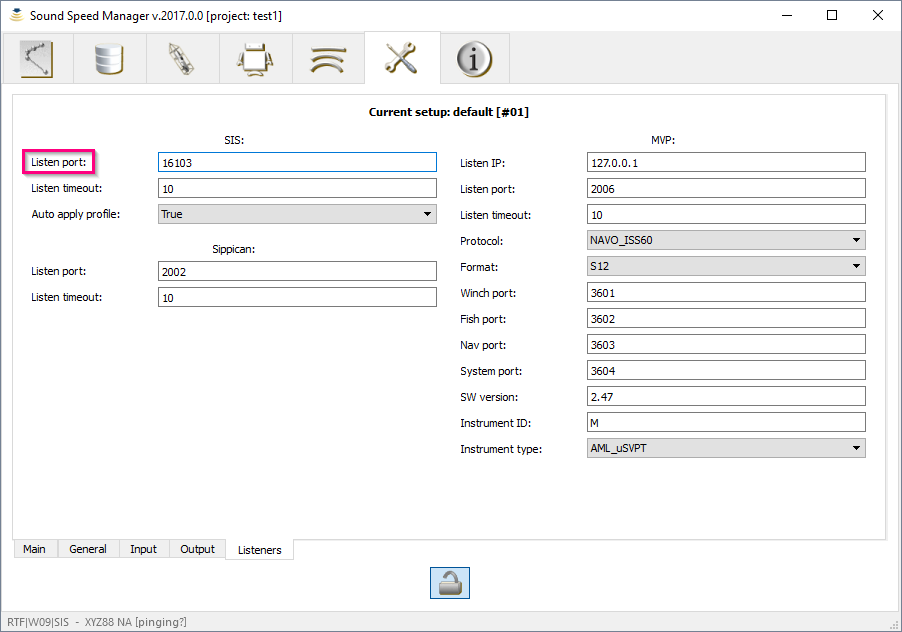 Sound Speed Manager v.2017.0.0 [project: test1]
Current setup: default [#01]
SIS:
Listen port: 16103
Listen timeout: 10
Auto apply profile: True
Sippican:
Listen port: 2002
Listen timeout: 10
MVP:
Listen IP: 127.0.0.1
Listen port: 2006
Listen timeout: 10
Protocol: NAVO_ISS60
Format: S12
Winch port: 3601
Fish port: 3602
Nav port: 3603
System port: 3604
SW version: 2.47
Instrument ID: M
Instrument type: AML_uSVPT
Main General Input Output Listeners
RTF|W09|SIS - XYZ88 NA [pinging?]